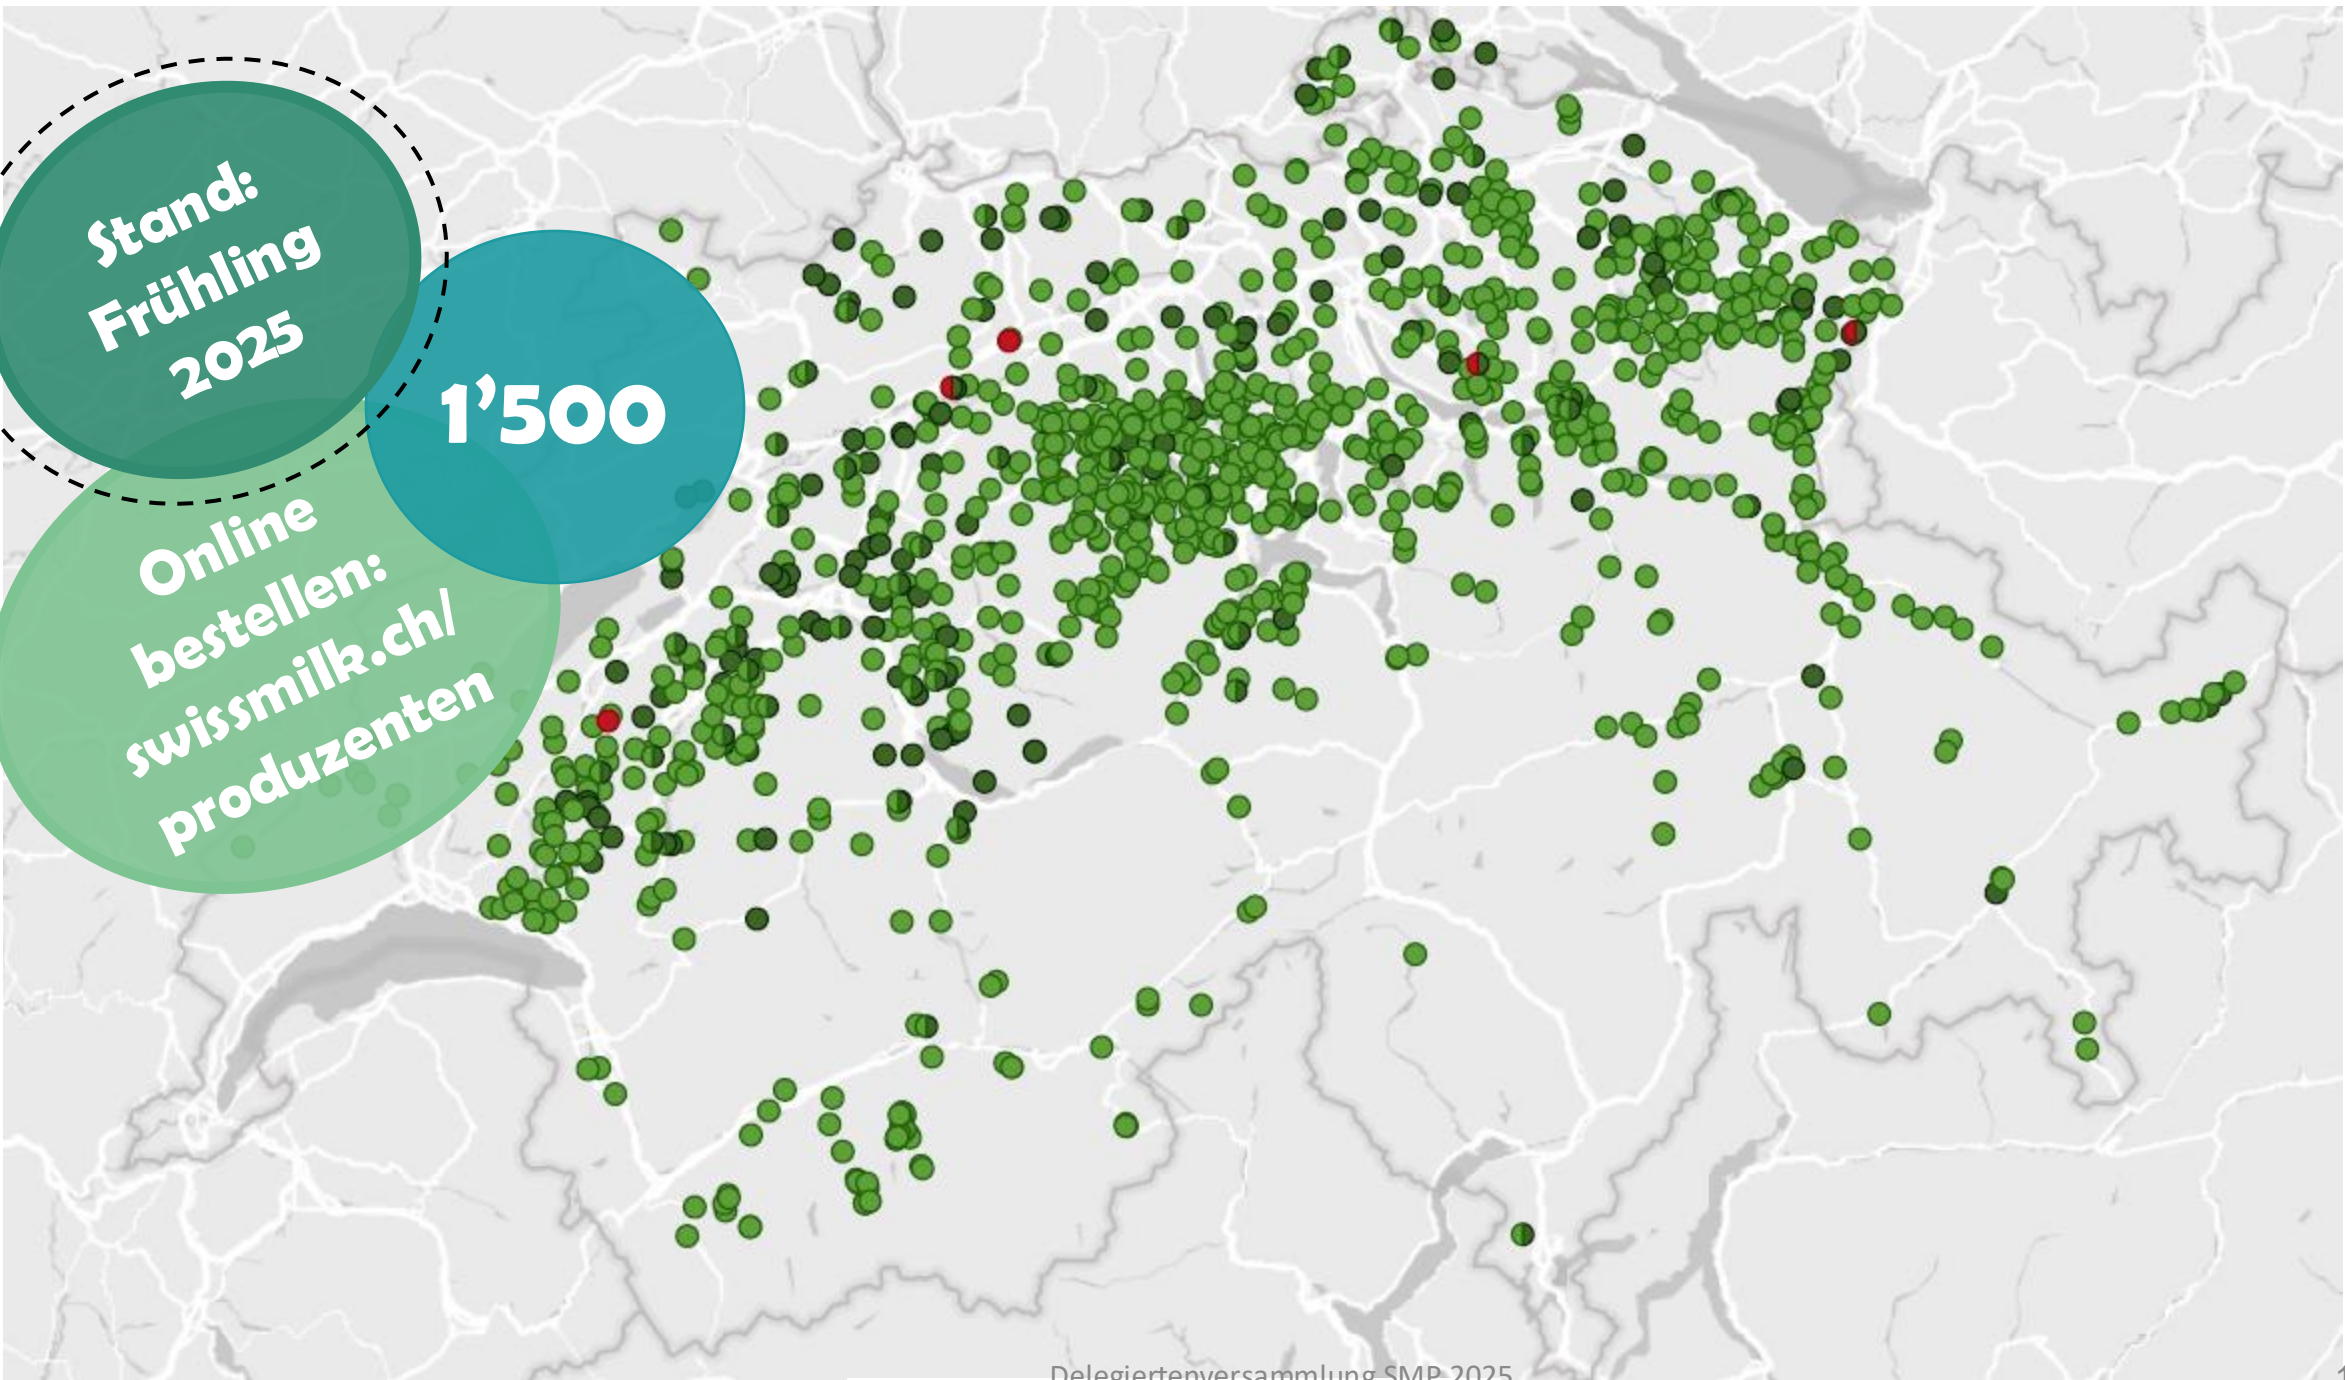 Stand:
Frühling
2025
1’500
Online
bestellen:
swissmilk.ch/
produzenten
Delegiertenversammlung SMP 2025